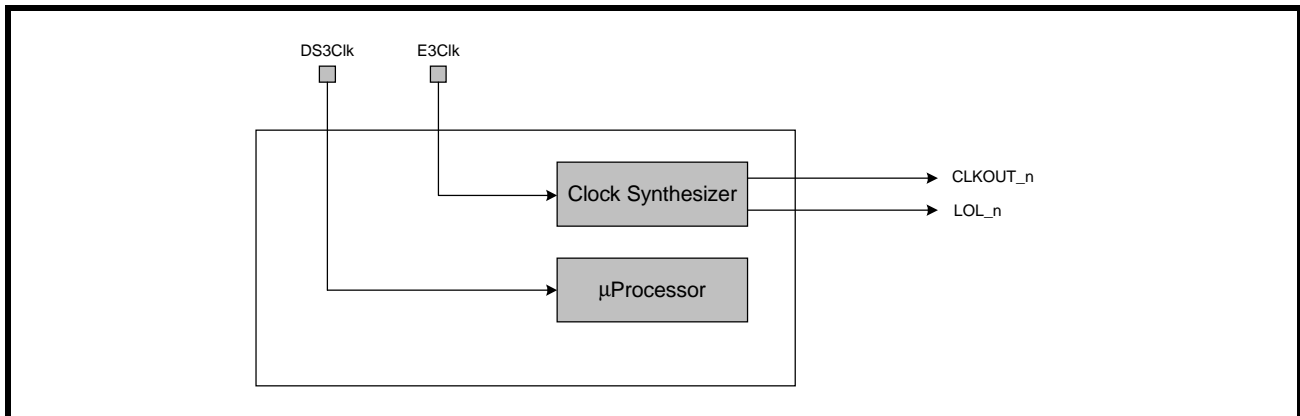 DS3Clk
E3Clk
Clock Synthesizer
CLKOUT_n
LOL_n
μProcessor